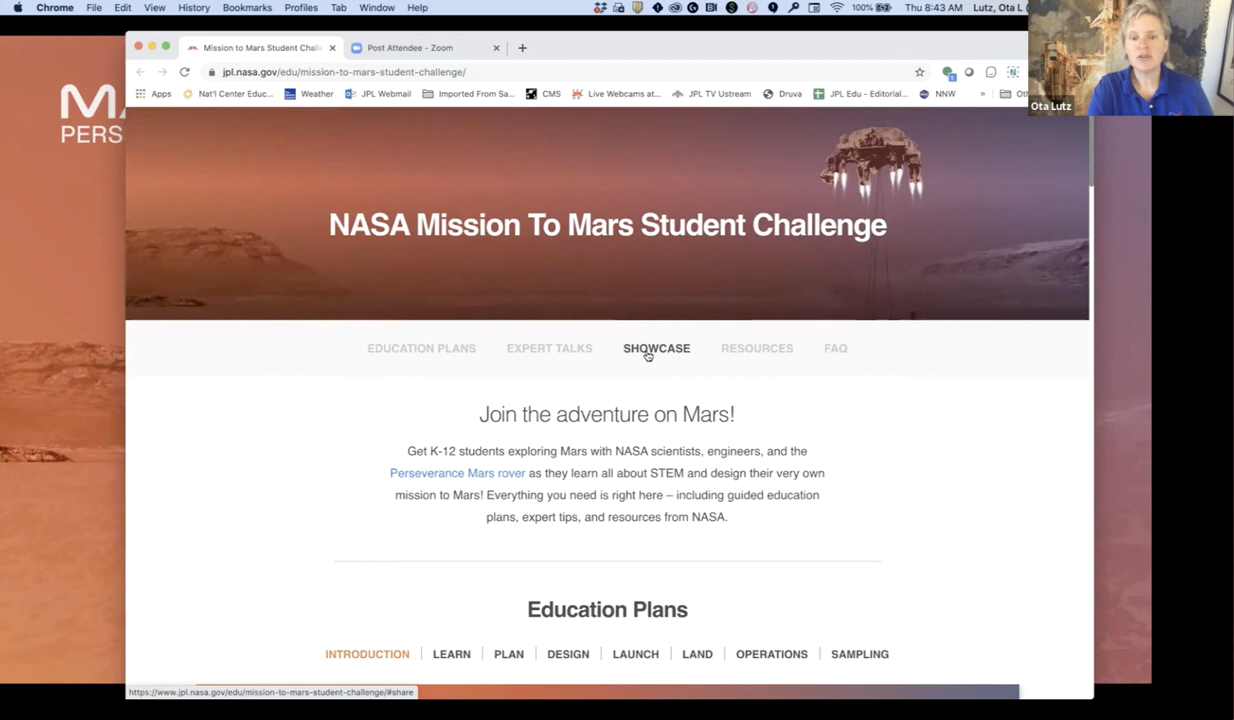 Chrome File Edit View History Bookmarks Profiles Tab Window Help 100% Thu 8:43 AM Lutz, Ota L
Mission to Mars Student Chall Post Attendee - Zoom
jpl.nasa.gov/edu/mission-to-mars-student-challenge/
Apps Nat'l Center Educ... Weather JPL Webmail Imported From Sa... CMS Live Webcams at... JPL TV Ustream Druva JPL Edu - Editorial... NNW » Ot
Ota Lutz
MA
PERS
NASA Mission To Mars Student Challenge
EDUCATION PLANS EXPERT TALKS SHOWCASE RESOURCES FAQ
Join the adventure on Mars!
Get K-12 students exploring Mars with NASA scientists, engineers, and the
Perseverance Mars rover as they learn all about STEM and design their very own
mission to Mars! Everything you need is right here – including guided education
plans, expert tips, and resources from NASA.
Education Plans
INTRODUCTION | LEARN | PLAN | DESIGN | LAUNCH | LAND | OPERATIONS | SAMPLING
https://www.jpl.nasa.gov/edu/mission-to-mars-student-challenge/#share